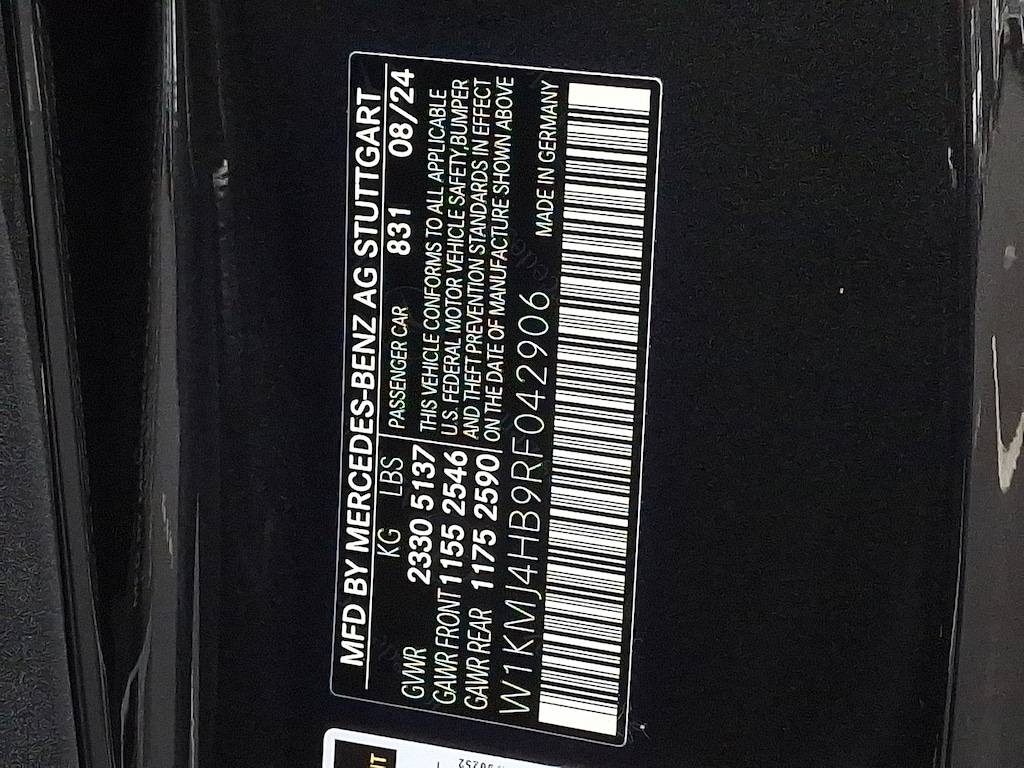 MFD BY MERCEDES-BENZ AG STUTTGART
KG LBS PASSENGER CAR 831 08/24
GVWR 2330 5137 THIS VEHICLE CONFORMS TO ALL APPLICABLE
GAWR FRONT 1155 2546 U.S. FEDERAL MOTOR VEHICLE SAFETY,BUMPER
GAWR REAR 1175 2590 AND THEFT PREVENTION STANDARDS IN EFFECT
ON THE DATE OF MANUFACTURE SHOWN ABOVE
W1KMJ4HB9RF042906 MADE IN GERMANY